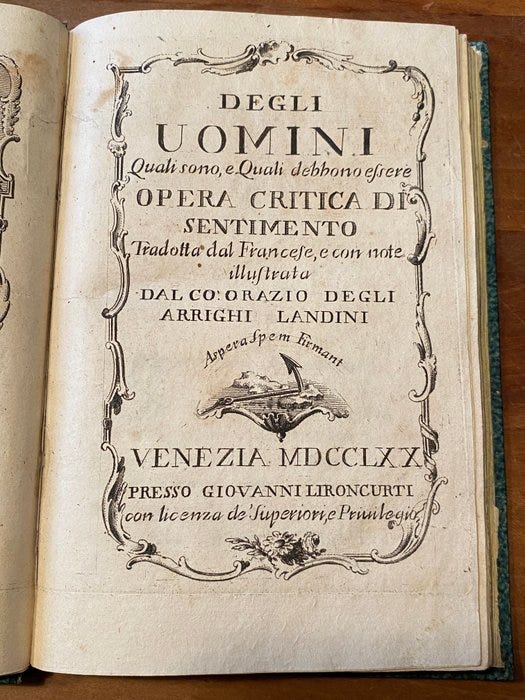 DEGLI
UOMINI
Quali sono, e Quali debbono eſsere
OPERA CRITICA DI
SENTIMENTO
Tradotta dal Franceſe, e con note
illuſtrata
DAL CO: ORAZIO DEGLI
ARRIGHI LANDINI
Aspera Spem Firmant
VENEZIA MDCCLXX
PRESSO GIOVANNI LIRONCURTI
con licenza de' Superiori, e Privilegio